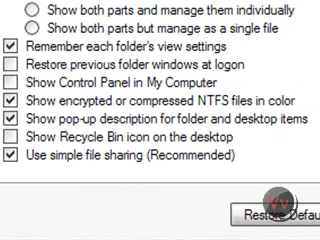 Show both parts and manage them individually
Show both parts but manage as a single file
Remember each folder's view settings
Restore previous folder windows at logon
Show Control Panel in My Computer
Show encrypted or compressed NTFS files in color
Show pop-up description for folder and desktop items
Show Recycle Bin icon on the desktop
Use simple file sharing (Recommended)
Restore Defau